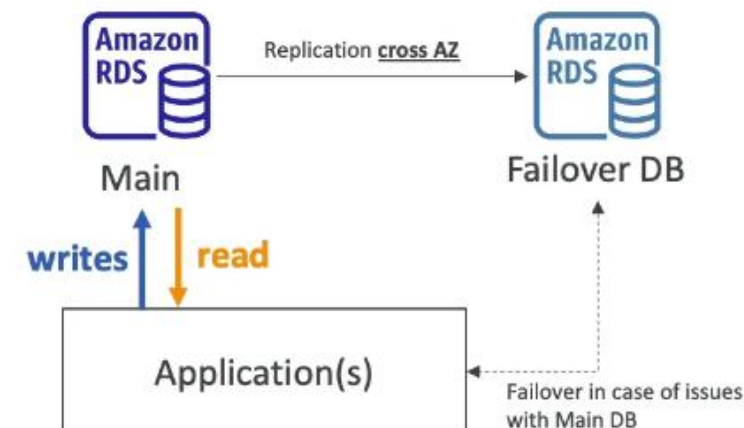 Amazon
RDS
Replication cross AZ
Amazon
RDS
Main
Failover DB
writes
read
Application(s)
Failover in case of issues
with Main DB